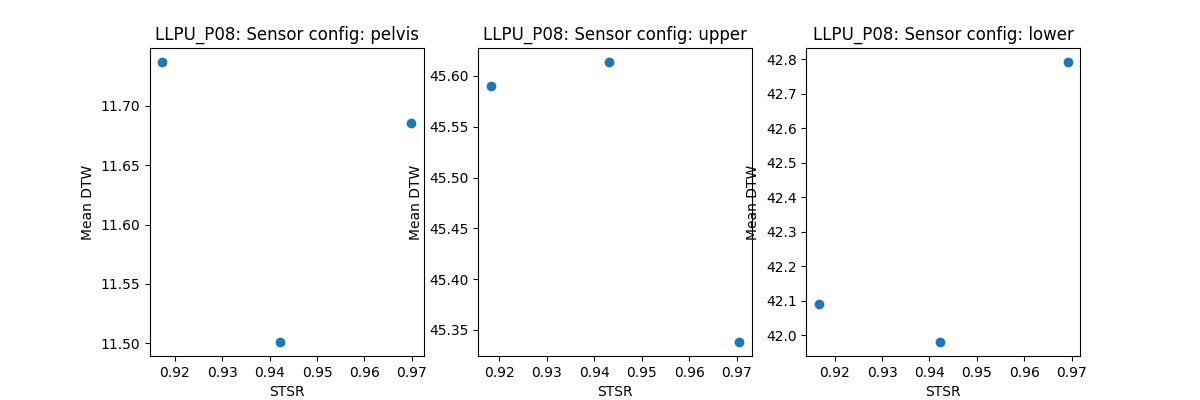 LLPU_P08: Sensor config: pelvis
11.70
11.65
11.60
11.55
11.50
Mean DTW
0.92 0.93 0.94 0.95 0.96 0.97
STSR
LLPU_P08: Sensor config: upper
45.60
45.55
45.50
45.45
45.40
45.35
Mean DTW
0.92 0.93 0.94 0.95 0.96 0.97
STSR
LLPU_P08: Sensor config: lower
42.8
42.7
42.6
42.5
42.4
42.3
42.2
42.1
42.0
Mean DTW
0.92 0.93 0.94 0.95 0.96 0.97
STSR